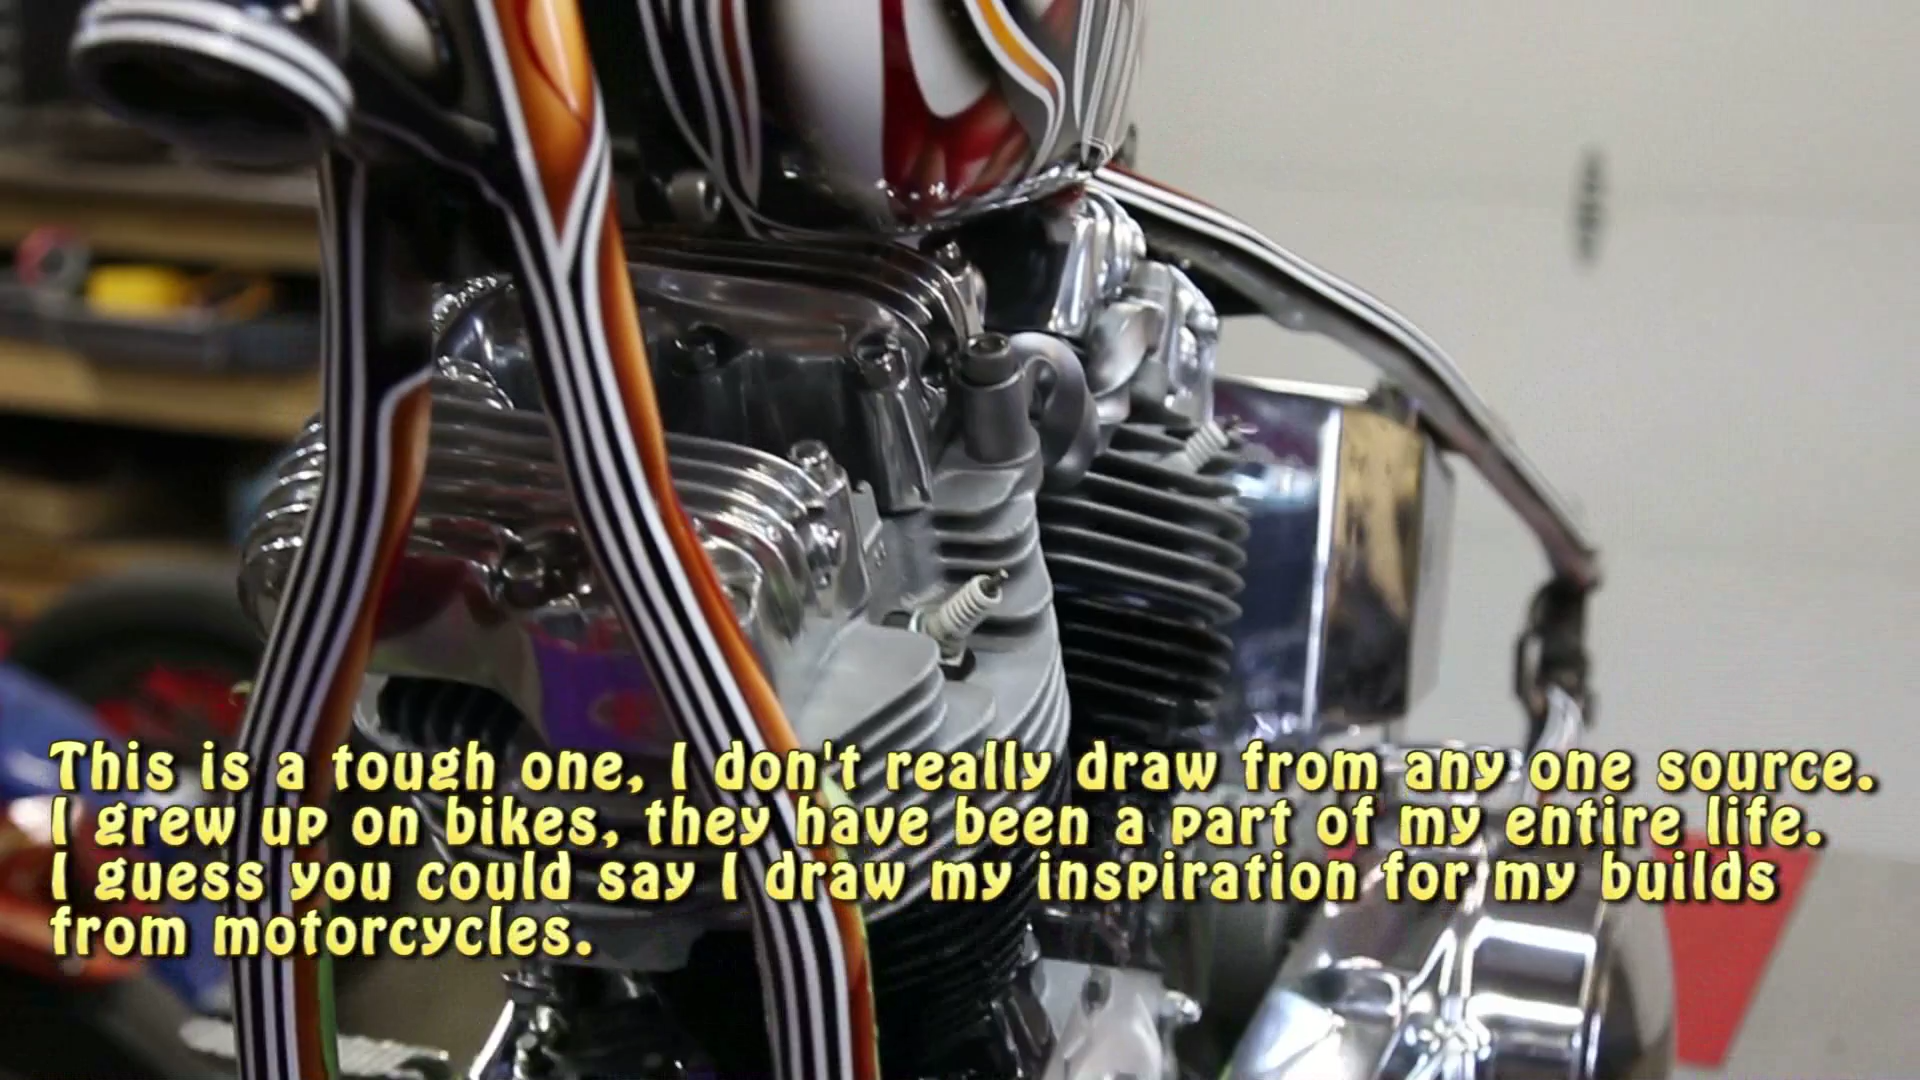 This is a tough one, I don't really draw from any one source.
I grew up on bikes, they have been a part of my entire life.
I guess you could say I draw my inspiration for my builds
from motorcycles.